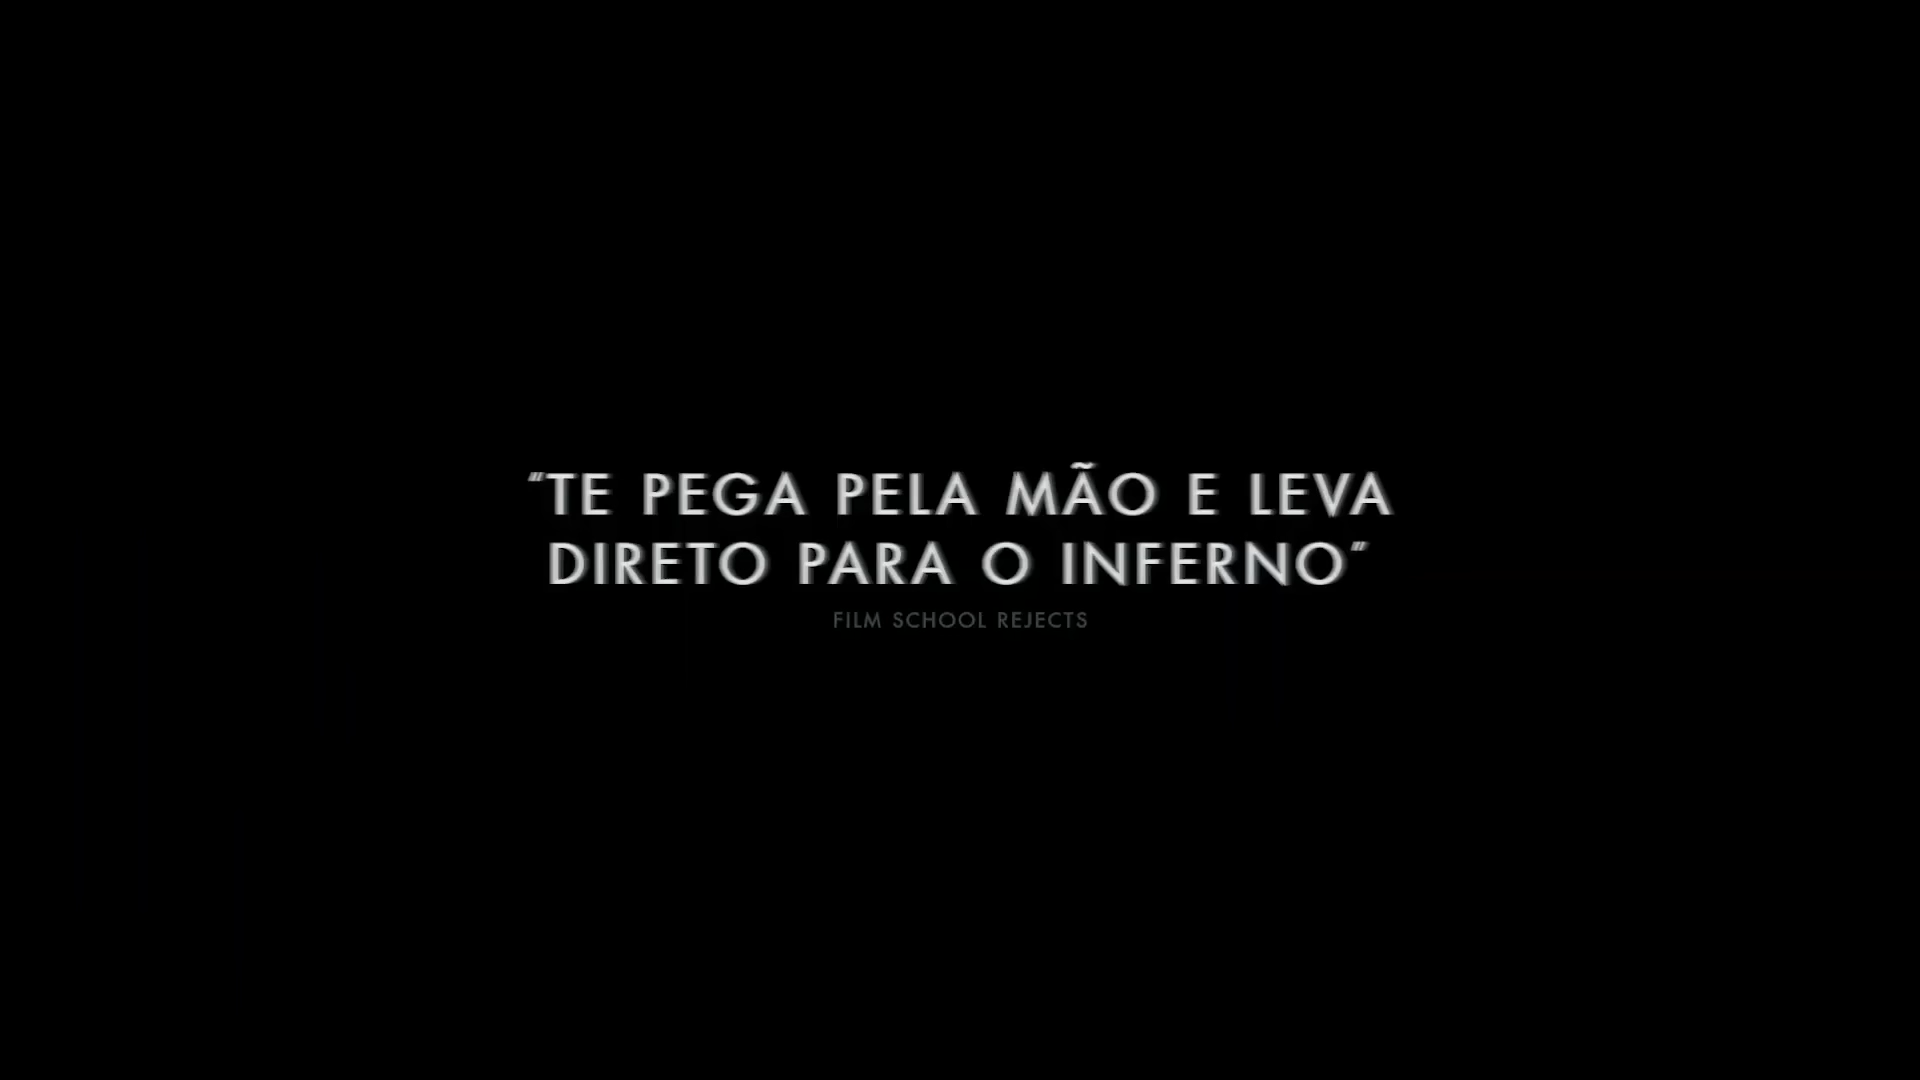 "TE PEGA PELA MÃO E LEVA
DIRETO PARA O INFERNO"
FILM SCHOOL REJECTS